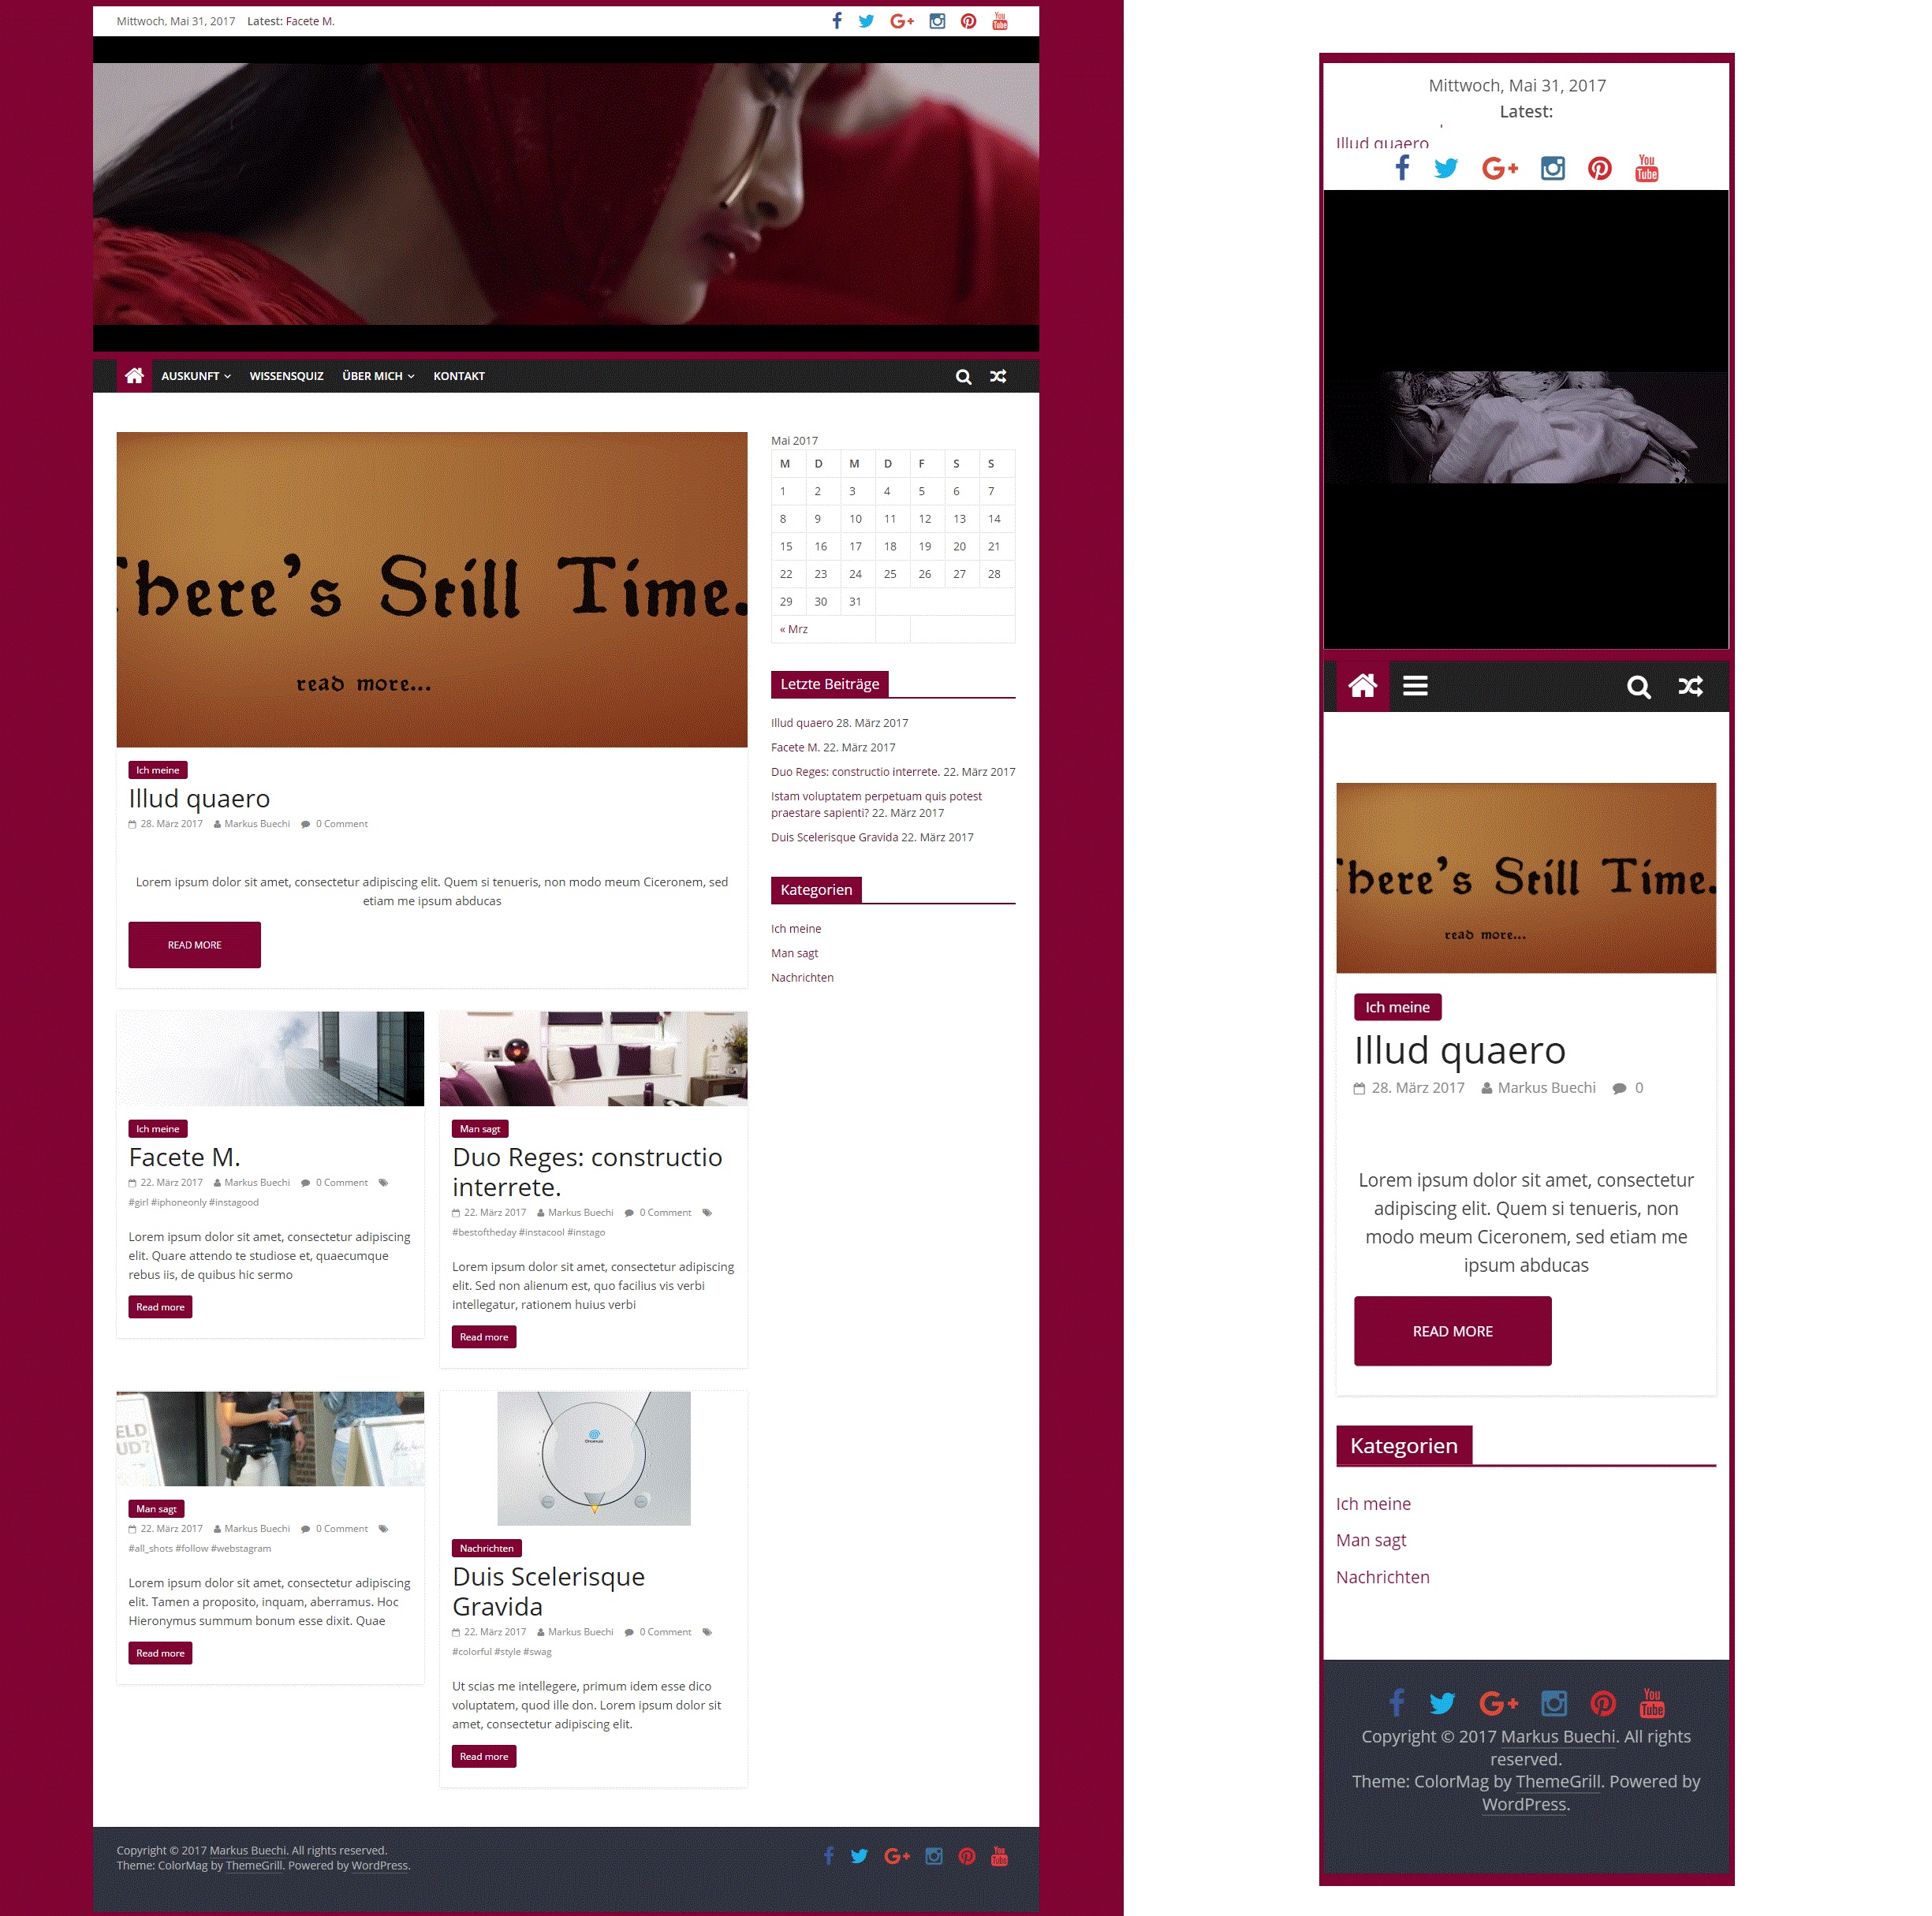 Mittwoch, Mai 31, 2017 Latest: Facete M.
You
Tube
AUSKUNFT WISSENSQUIZ ÜBER MICH KONTAKT
There's Still Time.
read more...
Ich meine
Illud quaero
28. März 2017 Markus Buechi 0 Comment
Lorem ipsum dolor sit amet, consectetur adipiscing elit. Quem si tenueris, non modo meum Ciceronem, sed
etiam me ipsum abducas
READ MORE
Ich meine
Facete M.
22. März 2017 Markus Buechi 0 Comment
#girl #iphoneonly #instagood
Lorem ipsum dolor sit amet, consectetur adipiscing
elit. Quare attendo te studiose et, quaecumque
rebus iis, de quibus hic sermo
Read more
Man sagt
Duo Reges: constructio
interrete.
22. März 2017 Markus Buechi 0 Comment
#bestoftheday #instacool #instago
Lorem ipsum dolor sit amet, consectetur adipiscing
elit. Sed non alienum est, quo facilius vis verbi
intellegatur, rationem huius verbi
Read more
ELD
UD?
Man sagt
22. März 2017 Markus Buechi 0 Comment
#all_shots #follow #webstagram
Lorem ipsum dolor sit amet, consectetur adipiscing
elit. Tamen a proposito, inquam, aberramus. Hoc
Hieronymus summum bonum esse dixit. Quae
Read more
Dreamcast
Nachrichten
Duis Scelerisque
Gravida
22. März 2017 Markus Buechi 0 Comment
#colorful #style #swag
Ut scias me intellegere, primum idem esse dico
voluptatem, quod ille don. Lorem ipsum dolor sit
amet, consectetur adipiscing elit.
Read more
Mai 2017
M D M D F S S
1 2 3 4 5 6 7
8 9 10 11 12 13 14
15 16 17 18 19 20 21
22 23 24 25 26 27 28
29 30 31
« Mrz
Letzte Beiträge
Illud quaero 28. März 2017
Facete M. 22. März 2017
Duo Reges: constructio interrete. 22. März 2017
Istam voluptatem perpetuam quis potest
praestare sapienti? 22. März 2017
Duis Scelerisque Gravida 22. März 2017
Kategorien
Ich meine
Man sagt
Nachrichten
Copyright © 2017 Markus Buechi. All rights reserved.
Theme: ColorMag by ThemeGrill. Powered by WordPress.
You
Tube
Mittwoch, Mai 31, 2017
Latest:
Illud quaero
You
Tube
There's Still Time.
read more...
Ich meine
Illud quaero
28. März 2017 Markus Buechi 0
Lorem ipsum dolor sit amet, consectetur
adipiscing elit. Quem si tenueris, non
modo meum Ciceronem, sed etiam me
ipsum abducas
READ MORE
Kategorien
Ich meine
Man sagt
Nachrichten
You
Tube
Copyright © 2017 Markus Buechi. All rights
reserved.
Theme: ColorMag by ThemeGrill. Powered by
WordPress.